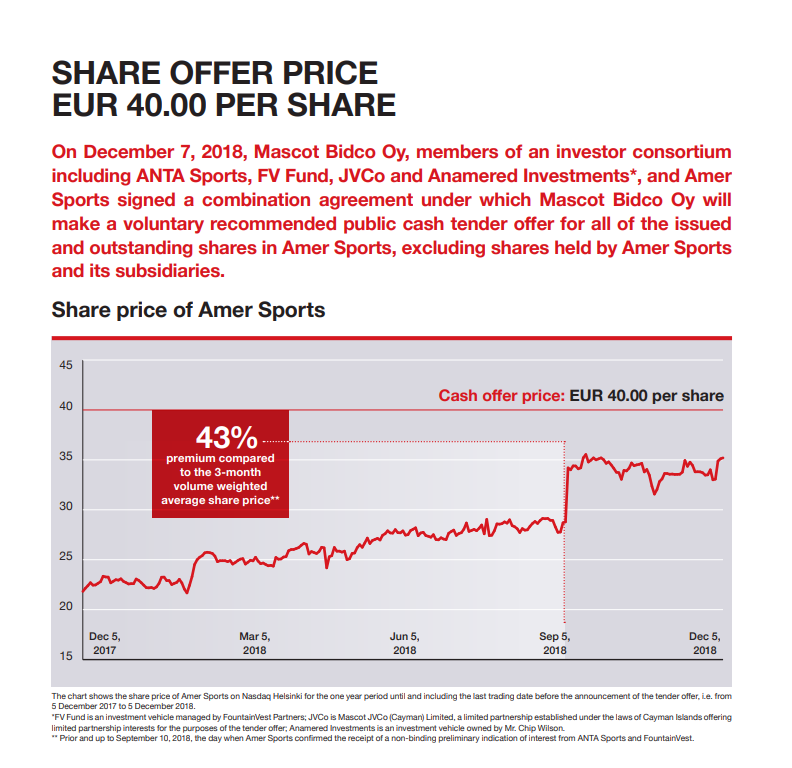 SHARE OFFER PRICE
EUR 40.00 PER SHARE
On December 7, 2018, Mascot Bidco Oy, members of an investor consortium
including ANTA Sports, FV Fund, JVCo and Anamered Investments*, and Amer
Sports signed a combination agreement under which Mascot Bidco Oy will
make a voluntary recommended public cash tender offer for all of the issued
and outstanding shares in Amer Sports, excluding shares held by Amer Sports
and its subsidiaries.
Share price of Amer Sports
45
Cash offer price: EUR 40.00 per share
40
43%
premium compared
to the 3-month
volume weighted
average share price**
35
30
25
20
15
Dec 5,
2017
Mar 5,
2018
Jun 5,
2018
Sep 5,
2018
Dec 5,
2018
The chart shows the share price of Amer Sports on Nasdaq Helsinki for the one year period until and including the last trading date before the announcement of the tender offer, i.e. from
5 December 2017 to 5 December 2018.
*FV Fund is an investment vehicle managed by FountainVest Partners; JVCo is Mascot JVCo (Cayman) Limited, a limited partnership established under the laws of Cayman Islands offering
limited partnership interests for the purposes of the tender offer; Anamered Investments is an investment vehicle owned by Mr. Chip Wilson.
** Prior and up to September 10, 2018, the day when Amer Sports confirmed the receipt of a non-binding preliminary indication of interest from ANTA Sports and FountainVest.